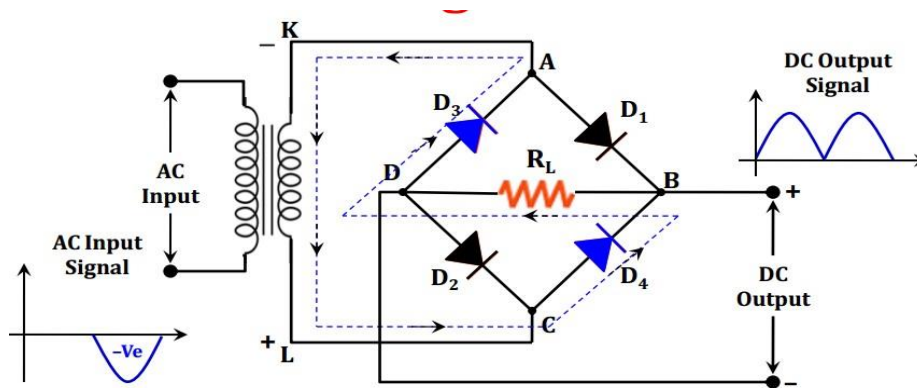 K
−
A
DC Output
Signal
D3
D1
AC
Input
D
RL
B
+
AC Input
Signal
D2
D4
DC
Output
C
−Ve
+
L
−